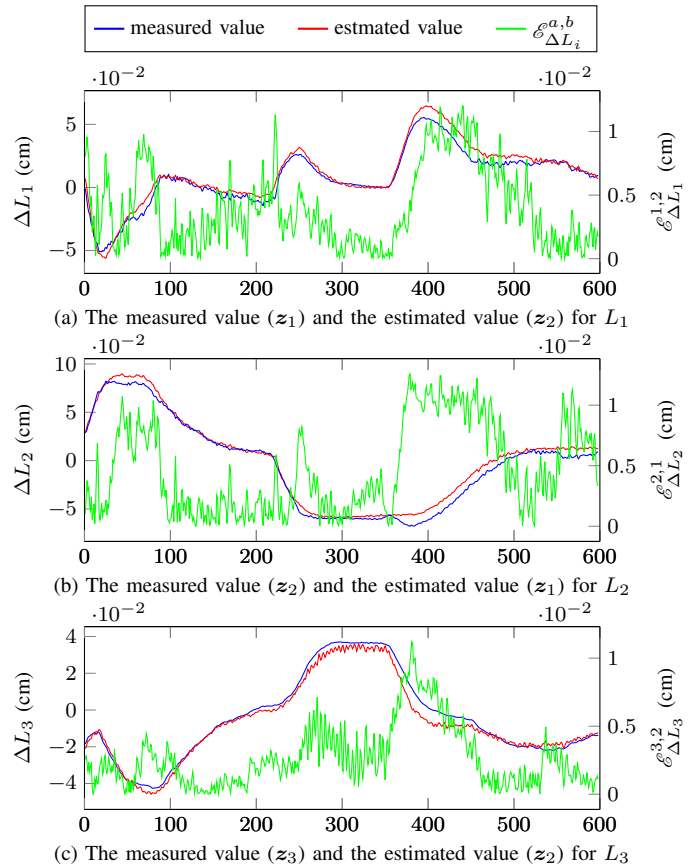 measured value estmated value ℰ^{a,b}_{ΔL_i}
·10^{−2} ·10^{−2}
ΔL_1 (cm)
5
0
−5
1
0.5
0
ℰ^{1,2}_{ΔL_1} (cm)
0 100 200 300 400 500 600
(a) The measured value (z_1) and the estimated value (z_2) for L_1
·10^{−2} ·10^{−2}
ΔL_2 (cm)
10
5
0
−5
1
0.5
0
ℰ^{2,1}_{ΔL_2} (cm)
0 100 200 300 400 500 600
(b) The measured value (z_2) and the estimated value (z_1) for L_2
·10^{−2} ·10^{−2}
ΔL_3 (cm)
4
2
0
−2
−4
1
0.5
0
ℰ^{3,2}_{ΔL_3} (cm)
0 100 200 300 400 500 600
(c) The measured value (z_3) and the estimated value (z_2) for L_3